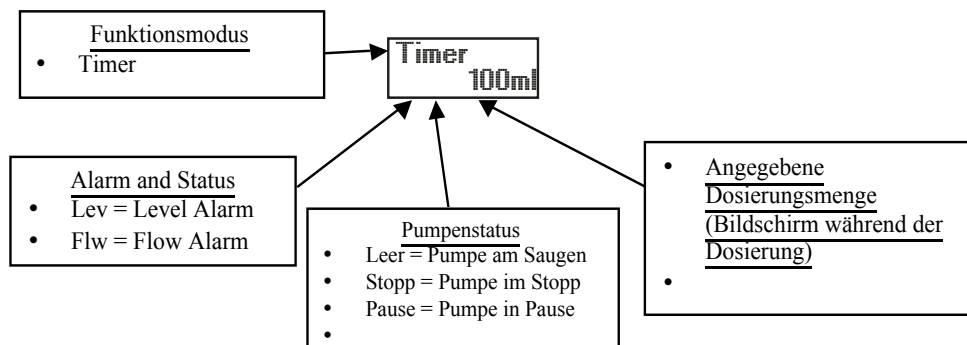 Funktionsmodus
• Timer
Timer
100ml
Alarm and Status
• Lev = Level Alarm
• Flw = Flow Alarm
Pumpenstatus
• Leer = Pumpe am Saugen
• Stopp = Pumpe im Stopp
• Pause = Pumpe in Pause
•
• Angegebene
Dosierungsmenge
(Bildschirm während der
Dosierung)
•